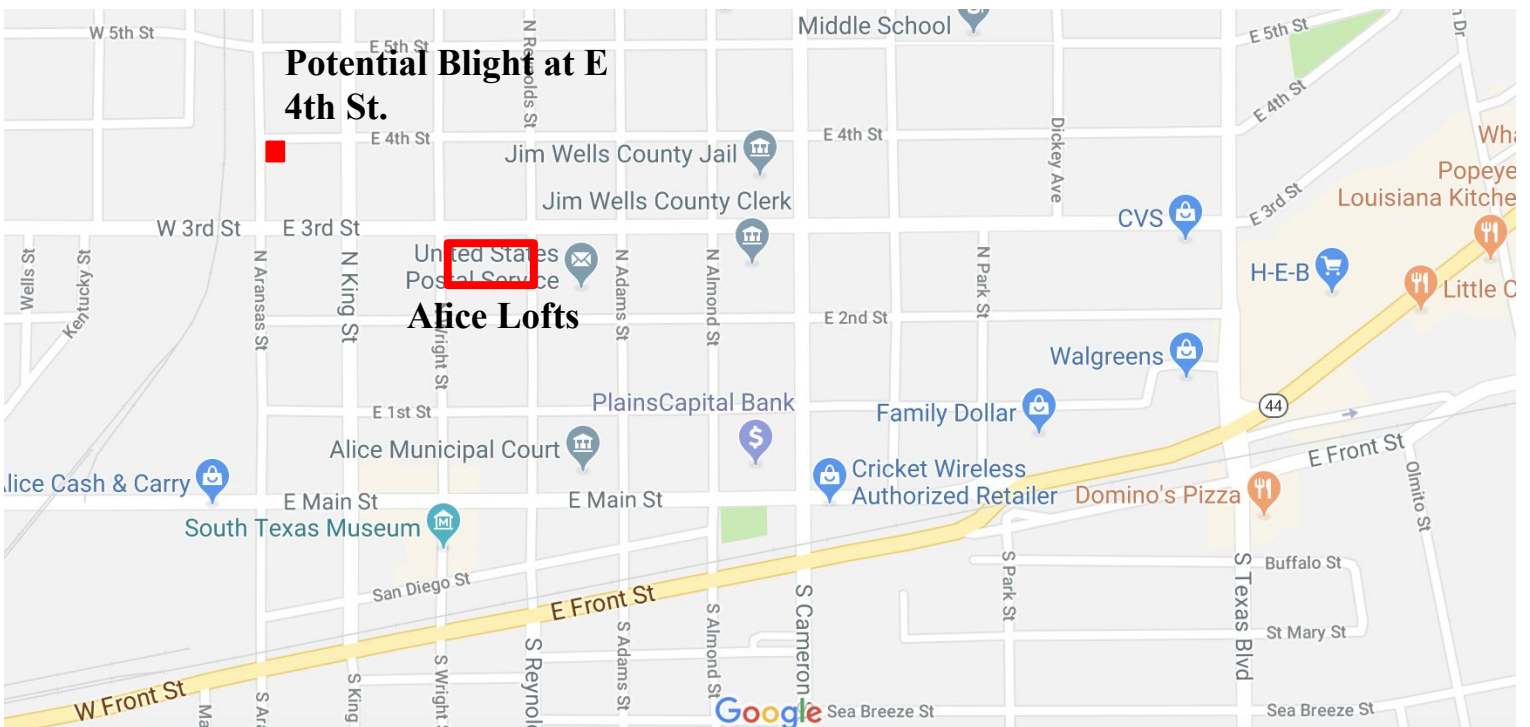 W 5th St
E 5th St
N Reynolds St
Middle School
E 5th St
Dr
Potential Blight at E
4th St.
E 4th St
E 4th St
E 4th St
Dickey Ave
Jim Wells County Jail
Jim Wells County Clerk
Popeye
Louisiana Kitche
CVS
E 3rd St
W 3rd St
E 3rd St
Wells St
Kentucky St
N Aransas St
N King St
United States
Postal Service
N Adams St
N Almond St
N Park St
H-E-B
Little C
Alice Lofts
Wright St
E 2nd St
Walgreens
E 1st St
PlainsCapital Bank
Family Dollar
44
Alice Municipal Court
E Front St
Alice Cash & Carry
Cricket Wireless
Authorized Retailer
Domino's Pizza
Olmito St
E Main St
E Main St
South Texas Museum
San Diego St
E Front St
S Park St
S Texas Blvd
Buffalo St
St Mary St
W Front St
S King
S Wright
S Reynol
S Adams St
S Almond St
S Cameron
Google
Sea Breeze St
Sea Breeze St